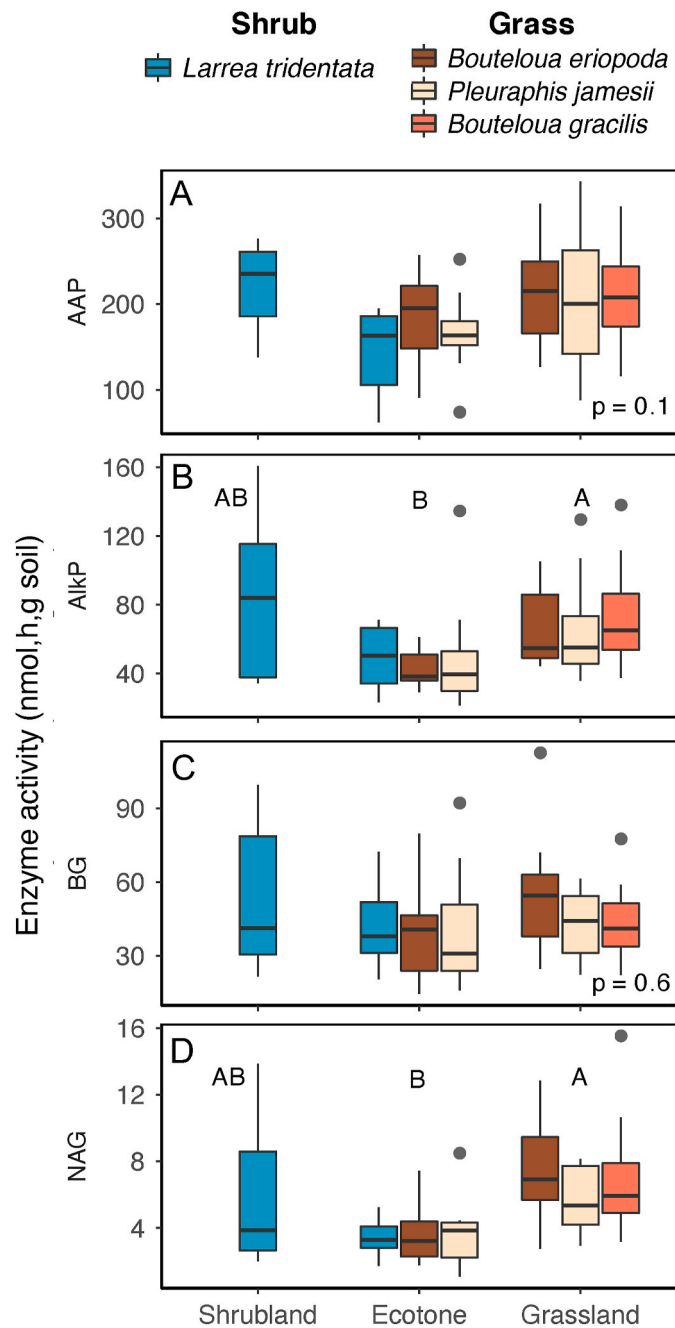 Shrub Grass
Larrea tridentata
Bouteloua eriopoda
Pleuraphis jamesii
Bouteloua gracilis
Enzyme activity (nmol,h,g soil)
A
AAP
300
200
100
p = 0.1
B
AlkP
160
120
80
40
AB B A
C
BG
90
60
30
p = 0.6
D
NAG
16
12
8
4
AB B A
Shrubland Ecotone Grassland